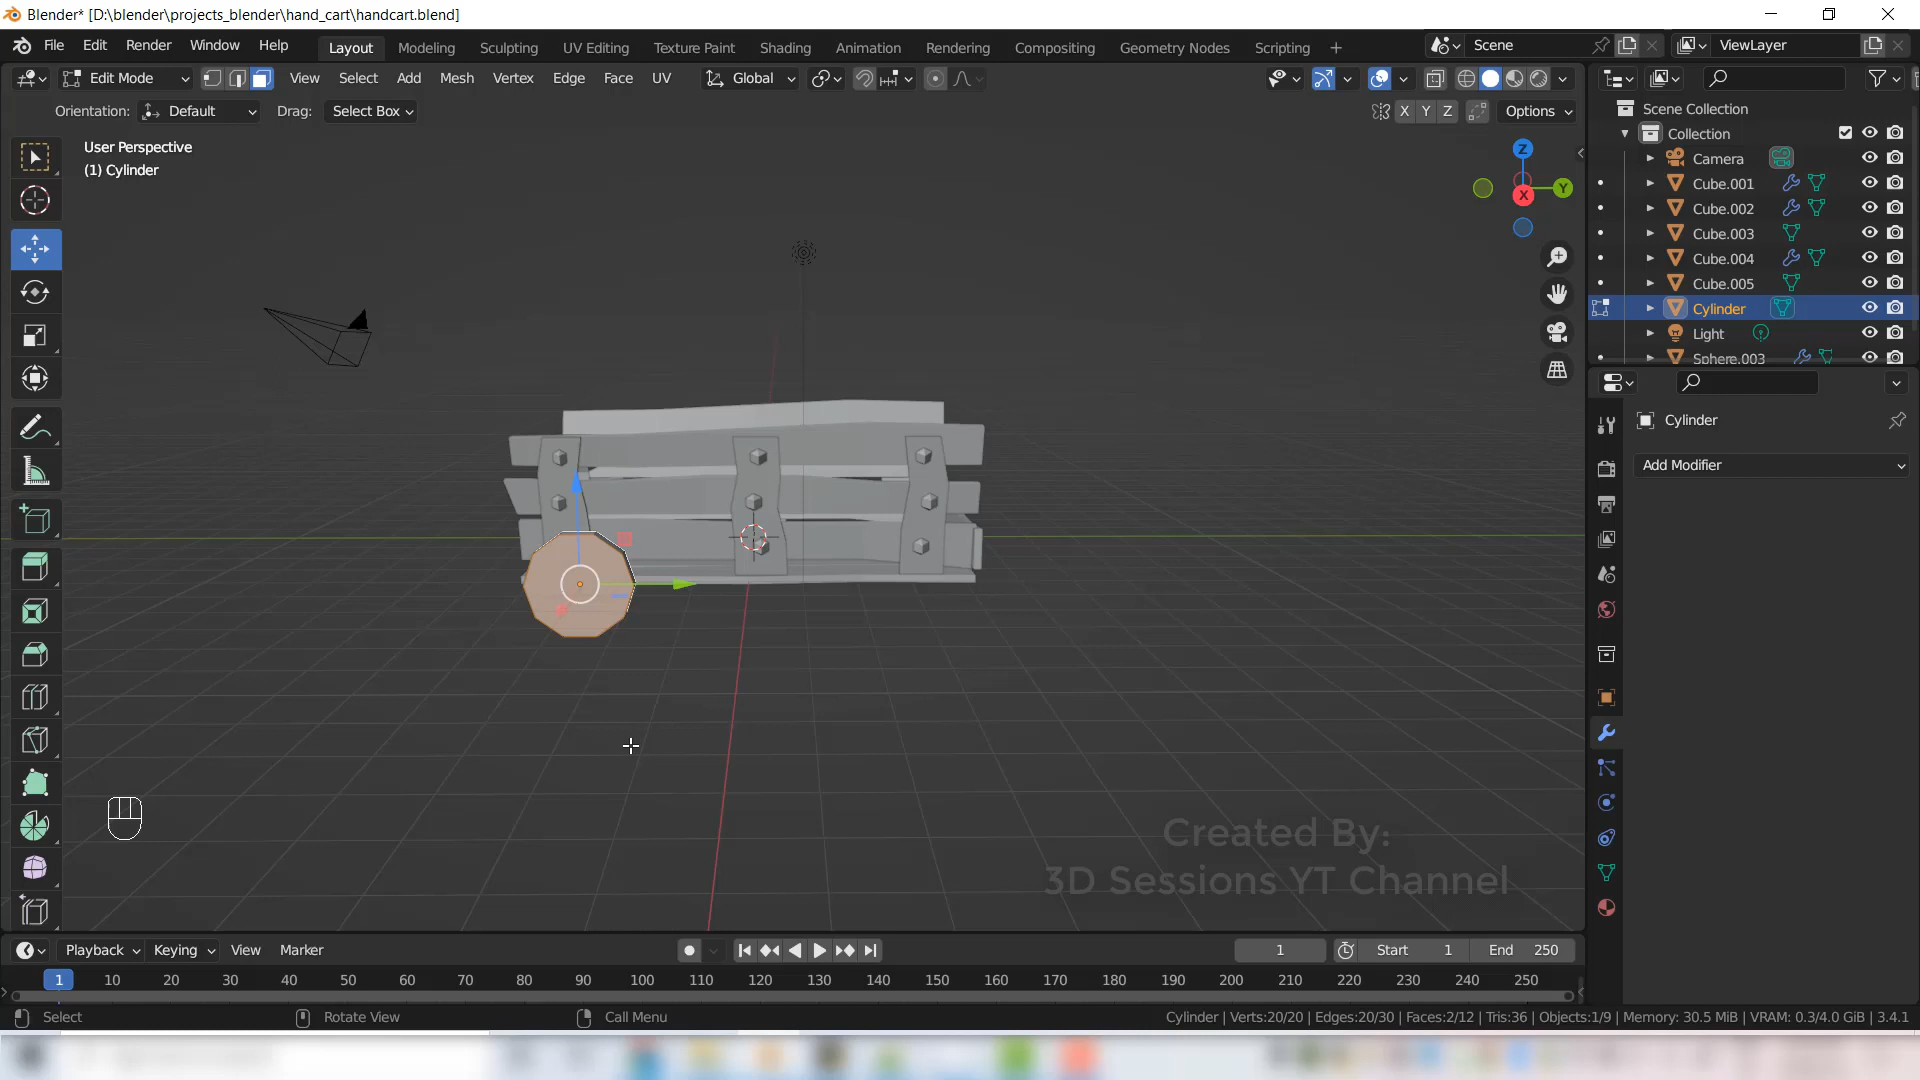 Blender* [D:\blender\projects_blender\hand_cart\handcart.blend]
File Edit Render Window Help Layout Modeling Sculpting UV Editing Texture Paint Shading Animation Rendering Compositing Geometry Nodes Scripting + Scene ViewLayer
Edit Mode View Select Add Mesh Vertex Edge Face UV Global
Orientation: Default Drag: Select Box X Y Z Options
User Perspective
(1) Cylinder
Z
Y
X
Scene Collection
Collection
Camera
Cube.001
Cube.002
Cube.003
Cube.004
Cube.005
Cylinder
Light
Sphere.003
Cylinder
Add Modifier
Created By:
3D Sessions YT Channel
Playback Keying View Marker 1 Start 1 End 250
1 10 20 30 40 50 60 70 80 90 100 110 120 130 140 150 160 170 180 190 200 210 220 230 240 250
Select Rotate View Call Menu Cylinder | Verts:20/20 | Edges:20/30 | Faces:2/12 | Tris:36 | Objects:1/9 | Memory: 30.5 MiB | VRAM: 0.3/4.0 GiB | 3.4.1